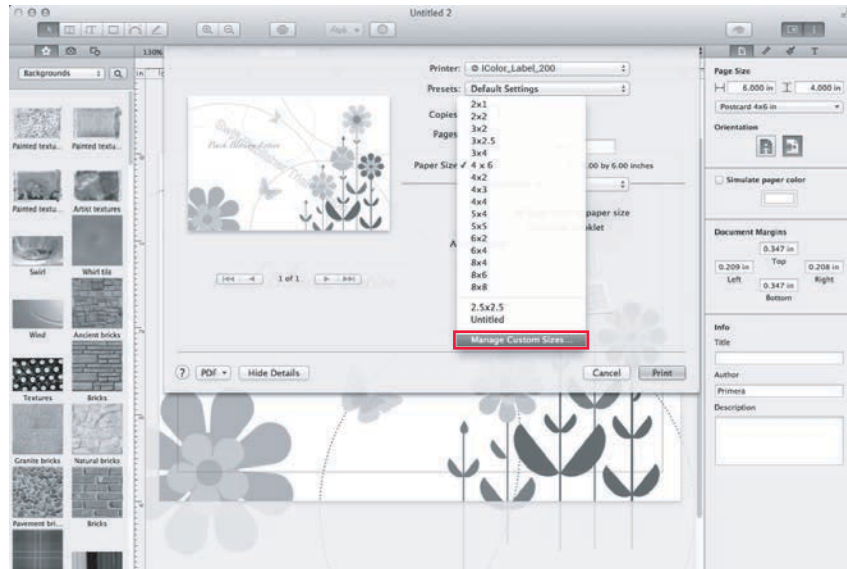 Untitled 2
130%
Backgrounds
Painted textu...
Painted textu...
Painted textu...
Artist textures
Swirl
Whirl tile
Wind
Ancient bricks
Textures
Bricks
Granite bricks
Natural bricks
Pavement bri...
Bricks
in
Printer: IColor_Label_200
Presets: Default Settings
Copies
Pages
Paper Size ✓ 4 x 6
.00 by 6.00 inches
2x1
2x2
3x2
3x2.5
3x4
4x2
4x3
4x4
5x4
5x5
6x2
6x4
8x4
8x6
8x8
2.5x2.5
Untitled
Manage Custom Sizes...
paper size
1 of 1
? PDF Hide Details
Cancel Print
Page Size
6.000 in 4.000 in
Postcard 4x6 in
Orientation
Simulate paper color
Document Margins
0.347 in
Top
0.209 in 0.208 in
Left Right
0.347 in
Bottom
Info
Title
Author
Primera
Description